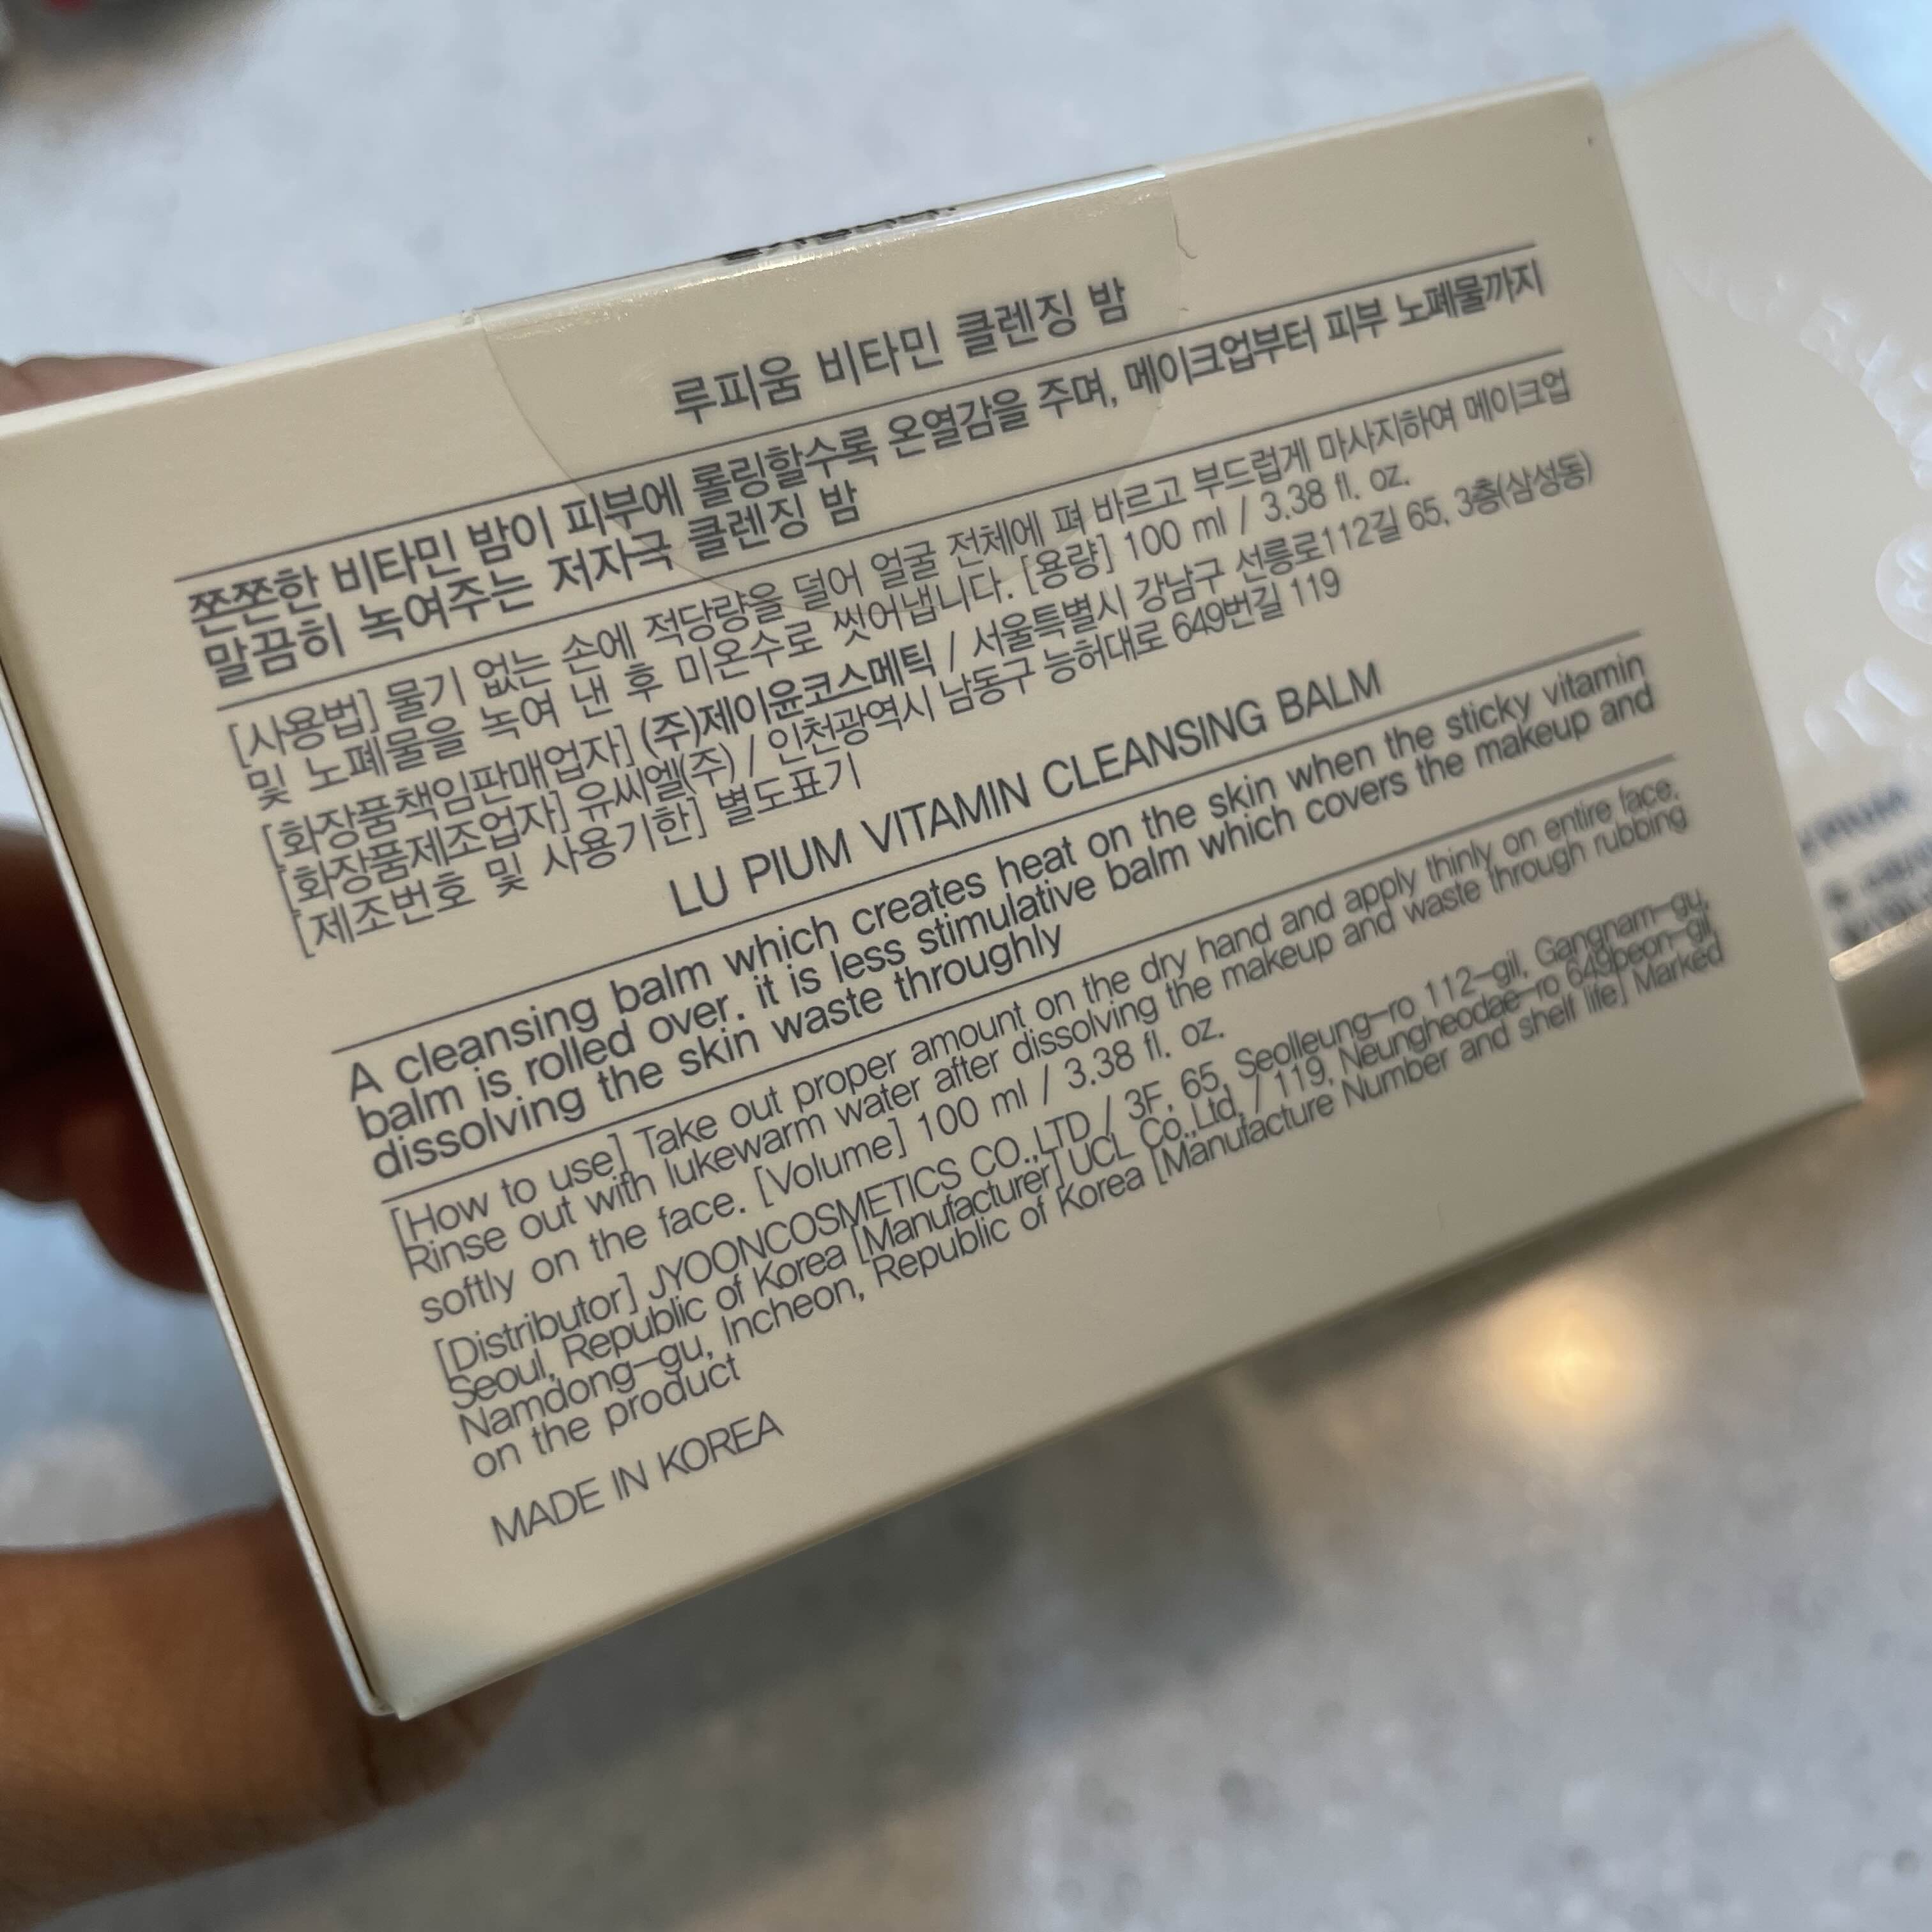 루피움 비타민 클렌징 밤
쫀쫀한 비타민 밤이 피부에 롤링할수록 온열감을 주며, 메이크업부터 피부 노폐물까지
말끔히 녹여주는 저자극 클렌징 밤
[사용법] 물기 없는 손에 적당량을 덜어 얼굴 전체에 펴 바르고 부드럽게 마사지하여 메이크업
및 노폐물을 녹여 낸 후 미온수로 씻어냅니다. [용량] 100 ml / 3.38 fl. oz.
[화장품책임판매업자] (주)제이윤코스메틱 / 서울특별시 강남구 선릉로112길 65, 3층(삼성동)
[화장품제조업자] 유씨엘(주) / 인천광역시 남동구 능허대로 649번길 119
[제조번호 및 사용기한] 별도표기
LU PIUM VITAMIN CLEANSING BALM
A cleansing balm which creates heat on the skin when the sticky vitamin
balm is rolled over. it is less stimulative balm which covers the makeup and
dissolving the skin waste throughly
[How to use] Take out proper amount on the dry hand and apply thinly on entire face.
Rinse out with lukewarm water after dissolving the makeup and waste through rubbing
softly on the face. [Volume] 100 ml / 3.38 fl. oz.
[Distributor] JYOONCOSMETICS CO.,LTD / 3F, 65, Seolleung-ro 112-gil, Gangnam-gu,
Seoul, Republic of Korea [Manufacturer] UCL Co.,Ltd, / 119, Neungheodae-ro 649beon-gil,
Namdong-gu, Incheon, Republic of Korea [Manufacture Number and shelf life] Marked
on the product
MADE IN KOREA